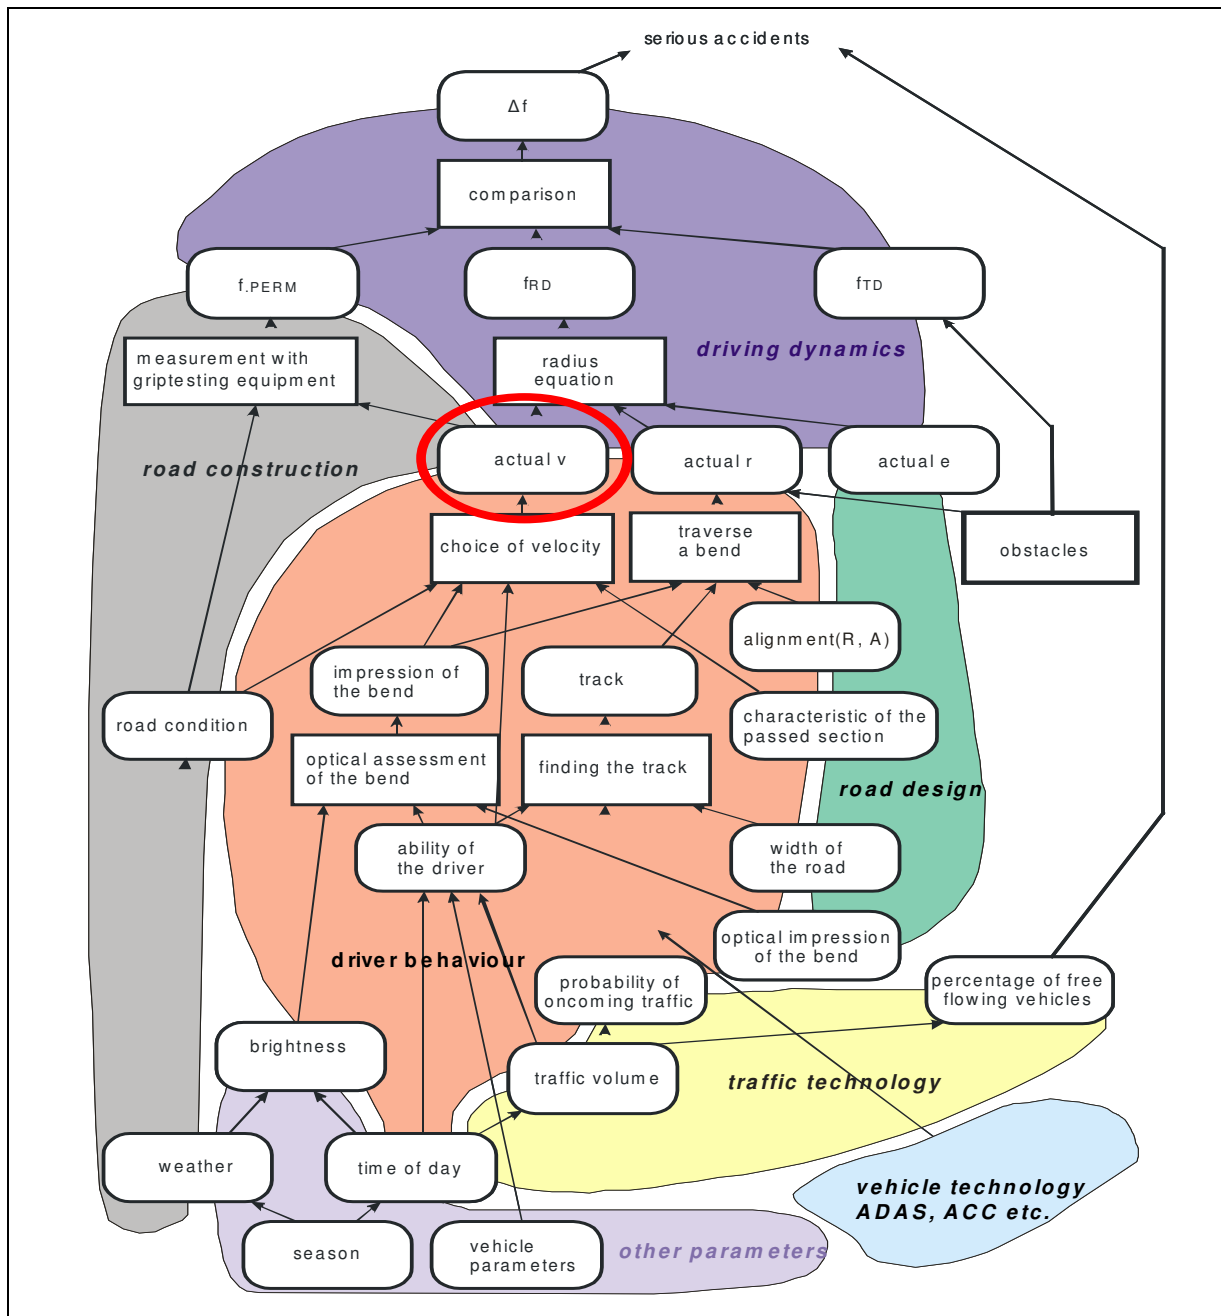 serious accidents
Δf
comparison
f.PERM
fRD
fTD
driving dynamics
measurement with
griptesting equipment
radius
equation
road construction
actual v
actual r
actual e
choice of velocity
traverse
a bend
obstacles
alignment(R, A)
impression of
the bend
track
characteristic of the
passed section
road condition
optical assessment
of the bend
finding the track
road design
ability of
the driver
width of
the road
optical impression
of the bend
driver behaviour
probability of
oncoming traffic
percentage of free
flowing vehicles
brightness
traffic volume
traffic technology
weather
time of day
vehicle technology
ADAS, ACC etc.
season
vehicle
parameters
other parameters